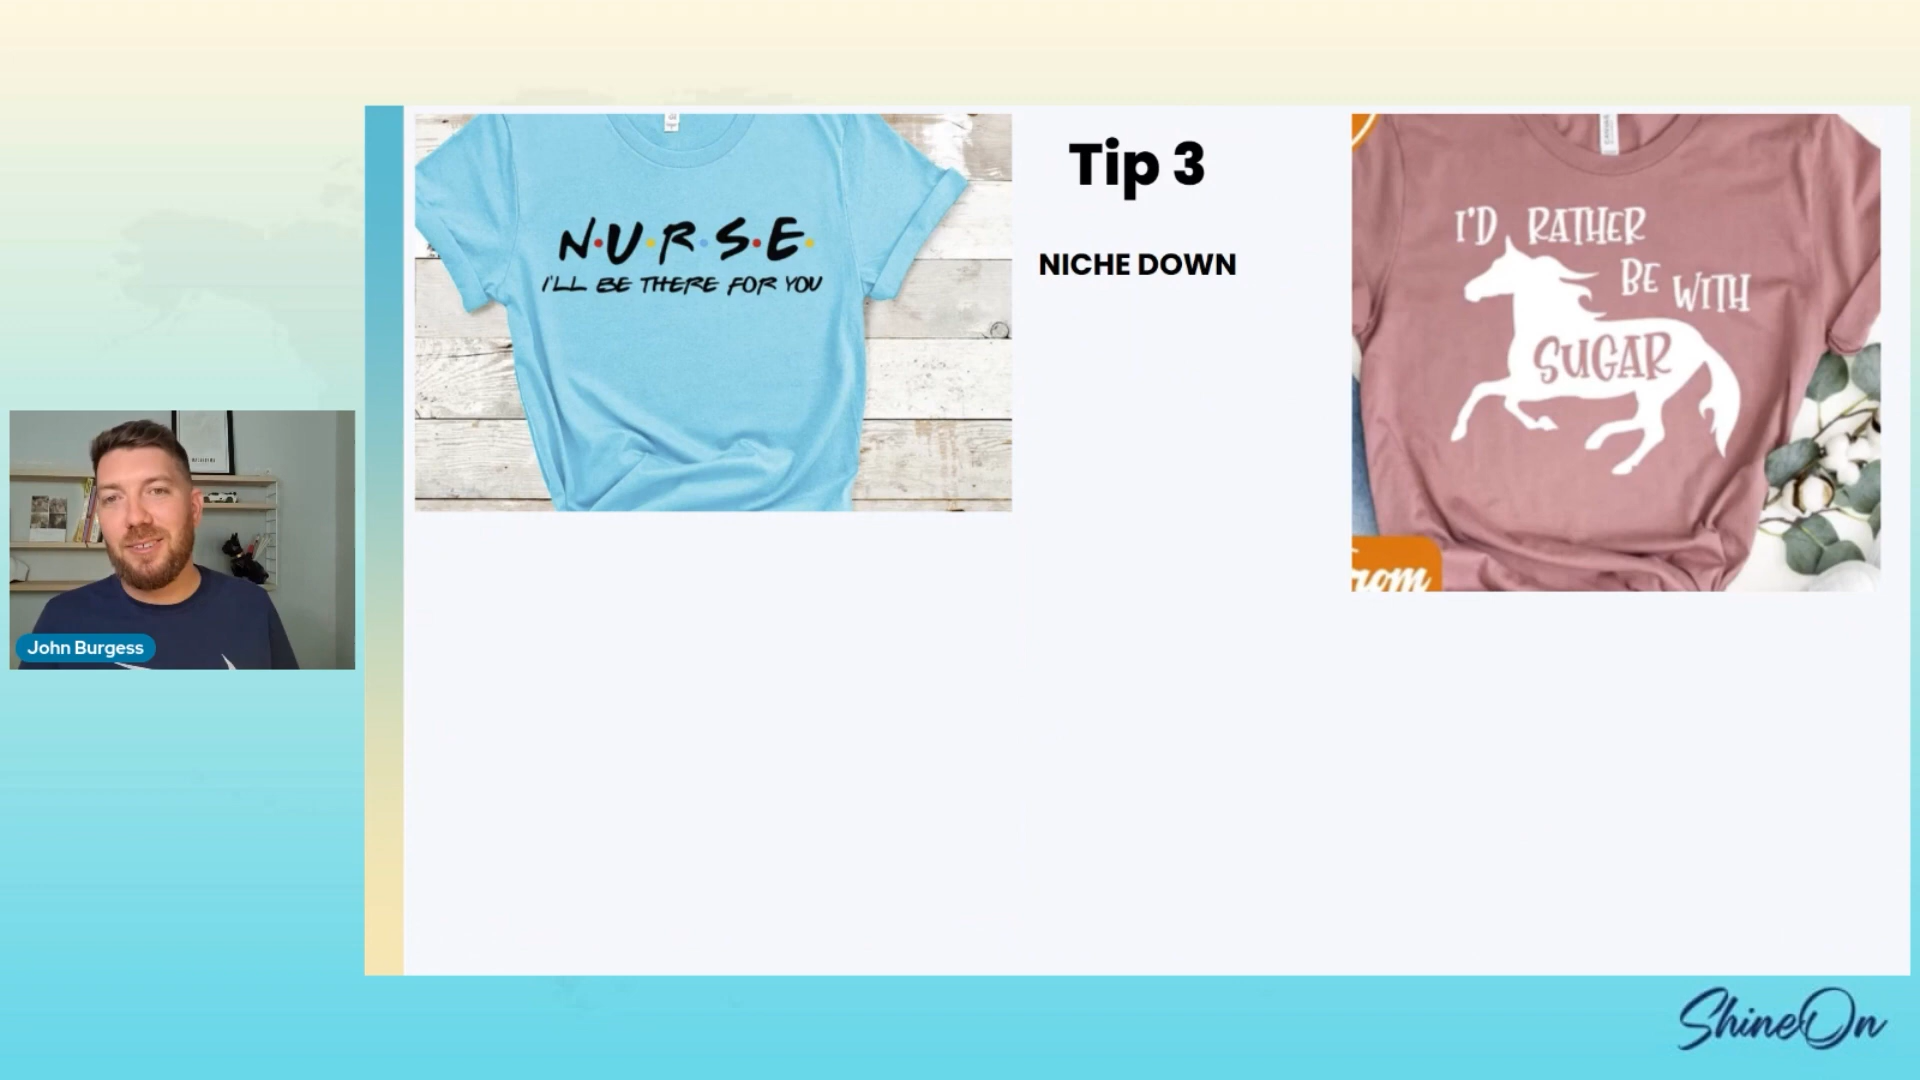 N·U·R·S·E·
I'LL BE THERE FOR YOU
Tip 3
NICHE DOWN
I'D RATHER
BE WITH
SUGAR
John Burgess
ShineOn